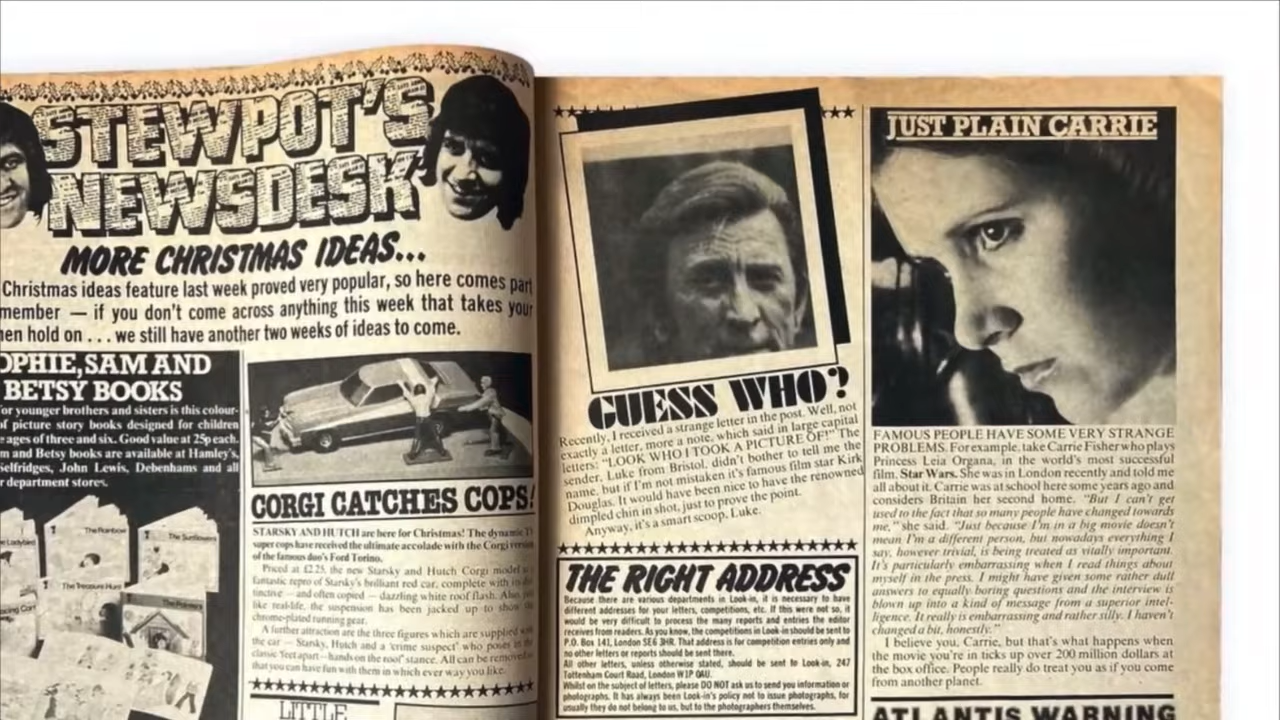 STEWPOT'S
NEWSDESK
MORE CHRISTMAS IDEAS...
Christmas ideas feature last week proved very popular, so here comes part
member — if you don't come across anything this week that takes your
hen hold on . . . we still have another two weeks of ideas to come.
OPHIE, SAM AND
BETSY BOOKS
or younger brothers and sisters is this colour-
of picture story books designed for children
e ages of three and six. Good value at 25p each.
m and Betsy books are available at Hamley's,
Selfridges, John Lewis, Debenhams and all
r department stores.
The Rainbow
The Sunflowers
Ladybird
The Treasure Hunt
CORGI CATCHES COPS!
STARSKY AND HUTCH are here for Christmas! The dynamic T
super cops have received the ultimate accolade with the Corgi version
of the famous duo's Ford Torino.
Priced at £2.25, the new Starsky and Hutch Corgi model is
fantastic repro of Starsky's brilliant red car, complete with
tinctive — and often copied — dazzling white roof flash. Also,
like real-life, the suspension has been jacked up to show
chrome-plated running gear.
A further attraction are the three figures which are supplied with
the car — Starsky, Hutch and a 'crime suspect' who poses in the
classic 'feet apart — hands on the roof' stance. All can be removed
that you can have fun with them in which ever way you like.
LITTLE
GUESS WHO?
Recently, I received a strange letter in the post. Well, not
exactly a letter, more a note, which said in large capital
letters: "LOOK WHO I TOOK A PICTURE OF!" The
sender, Luke from Bristol, didn't bother to tell me the
name, but if I'm not mistaken it's famous film star Kirk
Douglas. It would have been nice to have the renowned
dimpled chin in shot, just to prove the point.
Anyway, it's a smart scoop, Luke.
THE RIGHT ADDRESS
Because there are various departments in Look-in, it is necessary to have
different addresses for your letters, competitions, etc. If this were not so, it
would be very difficult to process the many reports and entries the editor
receives from readers. As you know, the competitions in Look-in should be sent to
P.O. Box 141, London SE6 3HR. That address is for competition entries only and
no other letters or reports should be sent there.
All other letters, unless otherwise stated, should be sent to Look-in, 247
Tottenham Court Road, London W1P 0AU.
Whilst on the subject of letters, please DO NOT ask us to send you information or
photographs. It has always been Look-in's policy not to issue photographs, for
usually they do not belong to us, but to the photographers themselves.
JUST PLAIN CARRIE
FAMOUS PEOPLE HAVE SOME VERY STRANGE
PROBLEMS. For example, take Carrie Fisher who plays
Princess Leia Organa, in the world's most successful
film, Star Wars. She was in London recently and told me
all about it. Carrie was at school here some years ago and
considers Britain her second home. "But I can't get
used to the fact that so many people have changed towards
me," she said. "Just because I'm in a big movie doesn't
mean I'm a different person, but nowadays everything I
say, however trivial, is being treated as vitally important.
It's particularly embarrassing when I read things about
myself in the press. I might have given some rather dull
answers to equally boring questions and the interview is
blown up into a kind of message from a superior intel-
ligence. It really is embarrassing and rather silly. I haven't
changed a bit, honestly."
I believe you, Carrie, but that's what happens when
the movie you're in ticks up over 200 million dollars at
the box office. People really do treat you as if you come
from another planet.
ATLANTIS WARNING